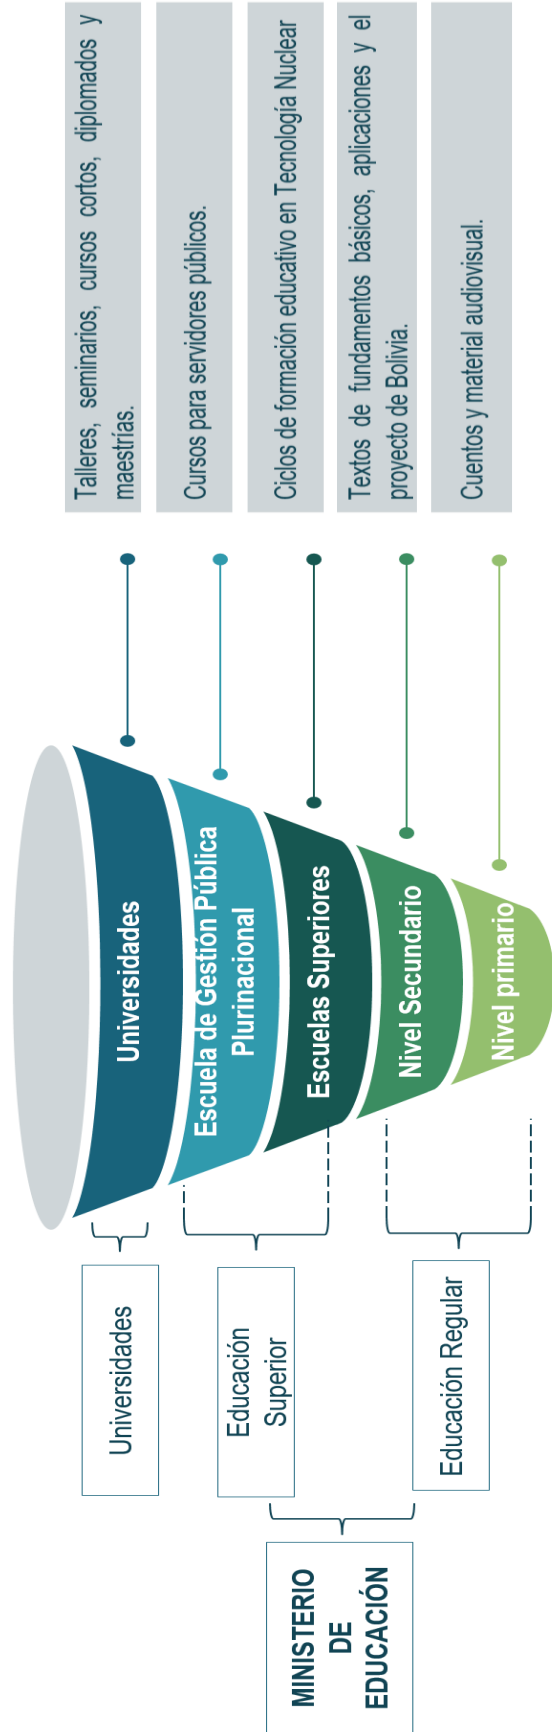 MINISTERIO
DE
EDUCACIÓN
Universidades
Educación
Superior
Educación Regular
Universidades
Escuela de Gestión Pública
Plurinacional
Escuelas Superiores
Nivel Secundario
Nivel primario
Talleres, seminarios, cursos cortos, diplomados y
maestrías.
Cursos para servidores públicos.
Ciclos de formación educativo en Tecnología Nuclear
Textos de fundamentos básicos, aplicaciones y el
proyecto de Bolivia.
Cuentos y material audiovisual.